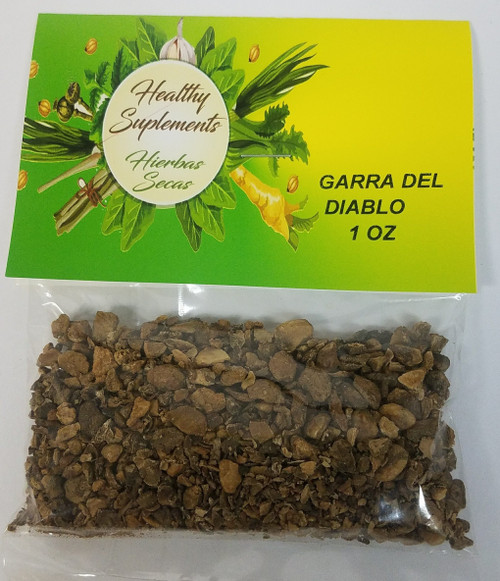 Healthy
Suplements
Hierbas
Secas
GARRA DEL
DIABLO
1 OZ